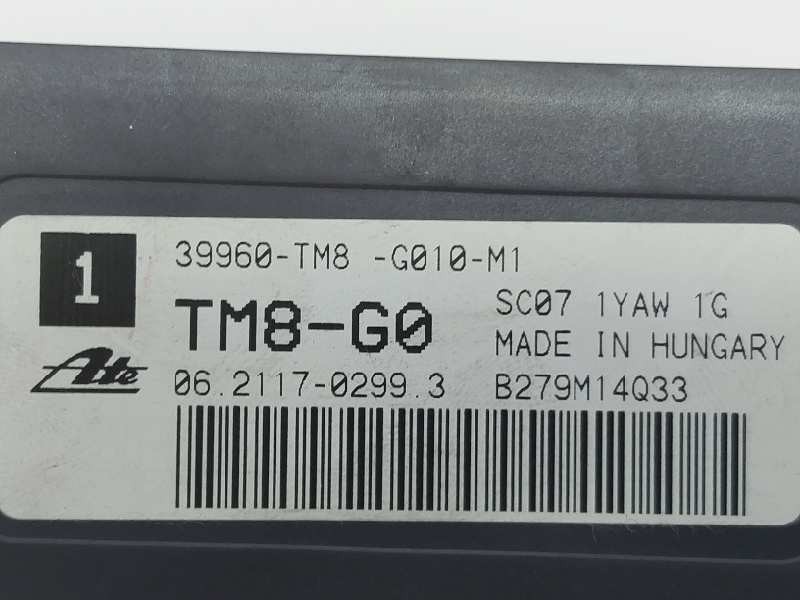 1
39960-TM8 -G010-M1
TM8-G0
SC07 1YAW 1G
MADE IN HUNGARY
Ate
06.2117-0299.3
B279M14Q33